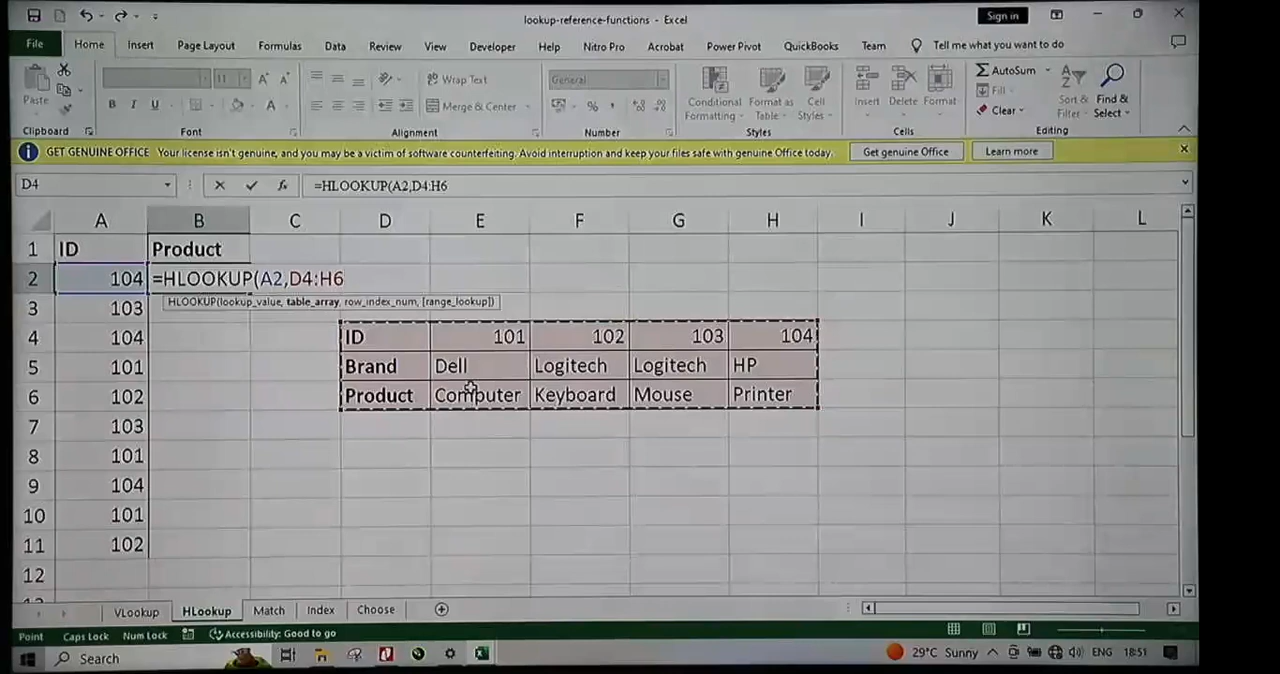 lookup-reference-functions - Excel
Sign in
File Home Insert Page Layout Formulas Data Review View Developer Help Nitro Pro Acrobat Power Pivot QuickBooks Team Tell me what you want to do
Paste
11 A A
Wrap Text
General
Conditional Formatting
Format as Table
Cell Styles
Insert Delete Format
AutoSum
Fill
Clear
Sort & Filter
Find & Select
B I U A
Merge & Center
%
Clipboard Font Alignment Number Styles Cells Editing
GET GENUINE OFFICE Your license isn't genuine, and you may be a victim of software counterfeiting. Avoid interruption and keep your files safe with genuine Office today. Get genuine Office Learn more
D4 fx =HLOOKUP(A2,D4:H6
A B C D E F G H I J K L
1 ID Product
2 104 =HLOOKUP(A2,D4:H6
HLOOKUP(lookup_value, table_array, row_index_num, [range_lookup])
3 103
4 104 ID 101 102 103 104
5 101 Brand Dell Logitech Logitech HP
6 102 Product Computer Keyboard Mouse Printer
7 103
8 101
9 104
10 101
11 102
12
VLookup HLookup Match Index Choose
Point Caps Lock Num Lock Accessibility: Good to go
Search
29°C Sunny ENG 18:51